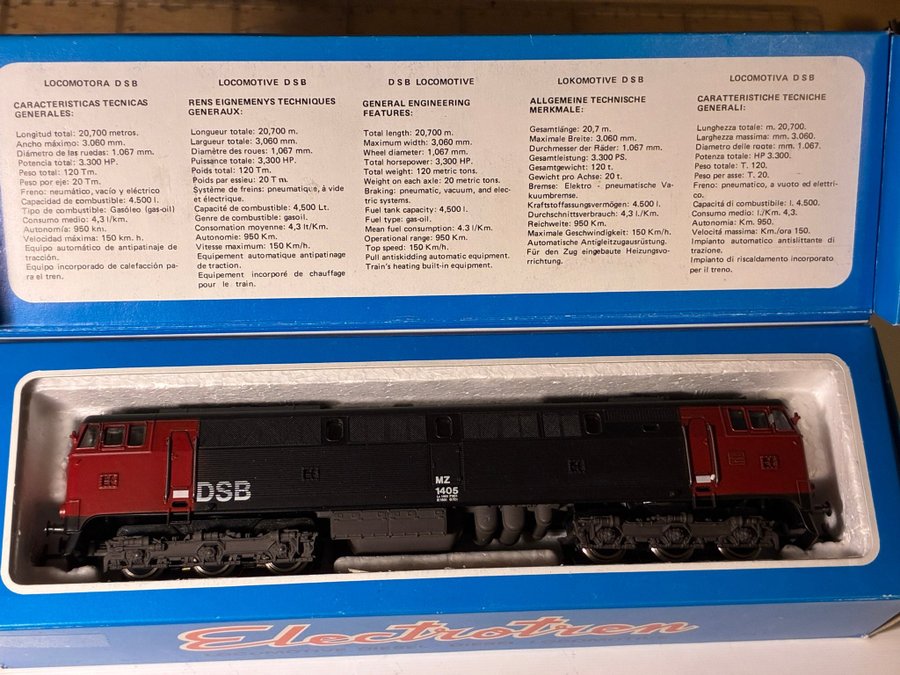 LOCOMOTORA D S B
CARACTERISTICAS TECNICAS
GENERALES:
Longitud total: 20,700 metros.
Ancho máximo: 3.060 mm.
Diámetro de las ruedas: 1.067 mm.
Potencia total: 3.300 HP.
Peso total: 120 Tm.
Peso por eje: 20 Tm.
Freno: neumático, vacío y eléctrico
Capacidad de combustible: 4.500 l.
Tipo de combustible: Gasóleo (gas-oil)
Consumo medio: 4,3 l/Km.
Autonomía: 950 km.
Velocidad máxima: 150 km. h.
Equipo automático de antipatinaje de
tracción.
Equipo incorporado de calefacción pa-
ra el tren.
LOCOMOTIVE D S B
RENS EIGNEMENYS TECHNIQUES
GENERAUX:
Longueur totale: 20,700 m.
Largueur totale: 3,060 mm.
Diamètre des roues: 1,067 mm.
Puissance totale: 3,300 HP.
Poids total: 120 Tm.
Poids par essieu: 20 Tm.
Système de freins: pneumatique, à vide
et électrique.
Capacité de combustible: 4,500 Lt.
Genre de combustible: gasoil.
Consomation moyenne: 4,3 lt/Km.
Autonomie: 950 Km.
Vitesse maximum: 150 Km/h.
Equipement automatique antipatinage
de traction.
Equipement incorporé de chauffage
pour le train.
D S B LOCOMOTIVE
GENERAL ENGINEERING
FEATURES:
Total length: 20,700 m.
Maximum width: 3,060 mm.
Wheel diameter: 1,067 mm.
Total horsepower: 3,300 HP.
Total weight: 120 metric tons.
Weight on each axle: 20 metric tons.
Braking: pneumatic, vacuum, and elec-
tric systems.
Fuel tank capacity: 4,500 l.
Fuel type: gas-oil.
Mean fuel consumption: 4.3 l/Km.
Operational range: 950 Km.
Top speed: 150 Km/h.
Pull antiskidding automatic equipment.
Train's heating built-in equipment.
LOKOMOTIVE D S B
ALLGEMEINE TECHNISCHE
MERKMALE:
Gesamtlänge: 20,7 m.
Maximale Breite: 3.060 mm.
Durchmesser der Räder: 1.067 mm.
Gesamtleistung: 3.300 PS.
Gesamtgewicht: 120 t.
Gewicht pro Achse: 20 t.
Bremse: Elektro - pneumatische Va-
kuumbremse.
Kraftstoffassungsvermögen: 4.500 l.
Durchschnittsverbrauch: 4,3 l./Km.
Reichwelte: 950 Km.
Maximale Geschwindigkeit: 150 Km/h.
Automatische Antigleitzugausrüstung.
Für den Zug eingebaute Heizungsvo-
rrichtung.
LOCOMOTIVA D S B
CARATTERISTICHE TECNICHE
GENERALI:
Lunghezza totale: m. 20,700.
Larghezza massima: mm. 3.060.
Diametro delle roote: mm. 1.067.
Potenza totale: HP 3.300.
Peso totale: T. 120.
Peso per asse: T. 20.
Freno: pneumatico, a vuoto ed elettri-
co.
Capacitá di combustibile: l. 4.500.
Consumo medio: l./Km. 4,3.
Autonomia: Km. 950.
Velocitá massima: Km./ora 150.
Impianto automatico antislittante di
trazione.
Impianto di riscaldamento incorporato
per il treno.
DSB
MZ
1405
Electrotren